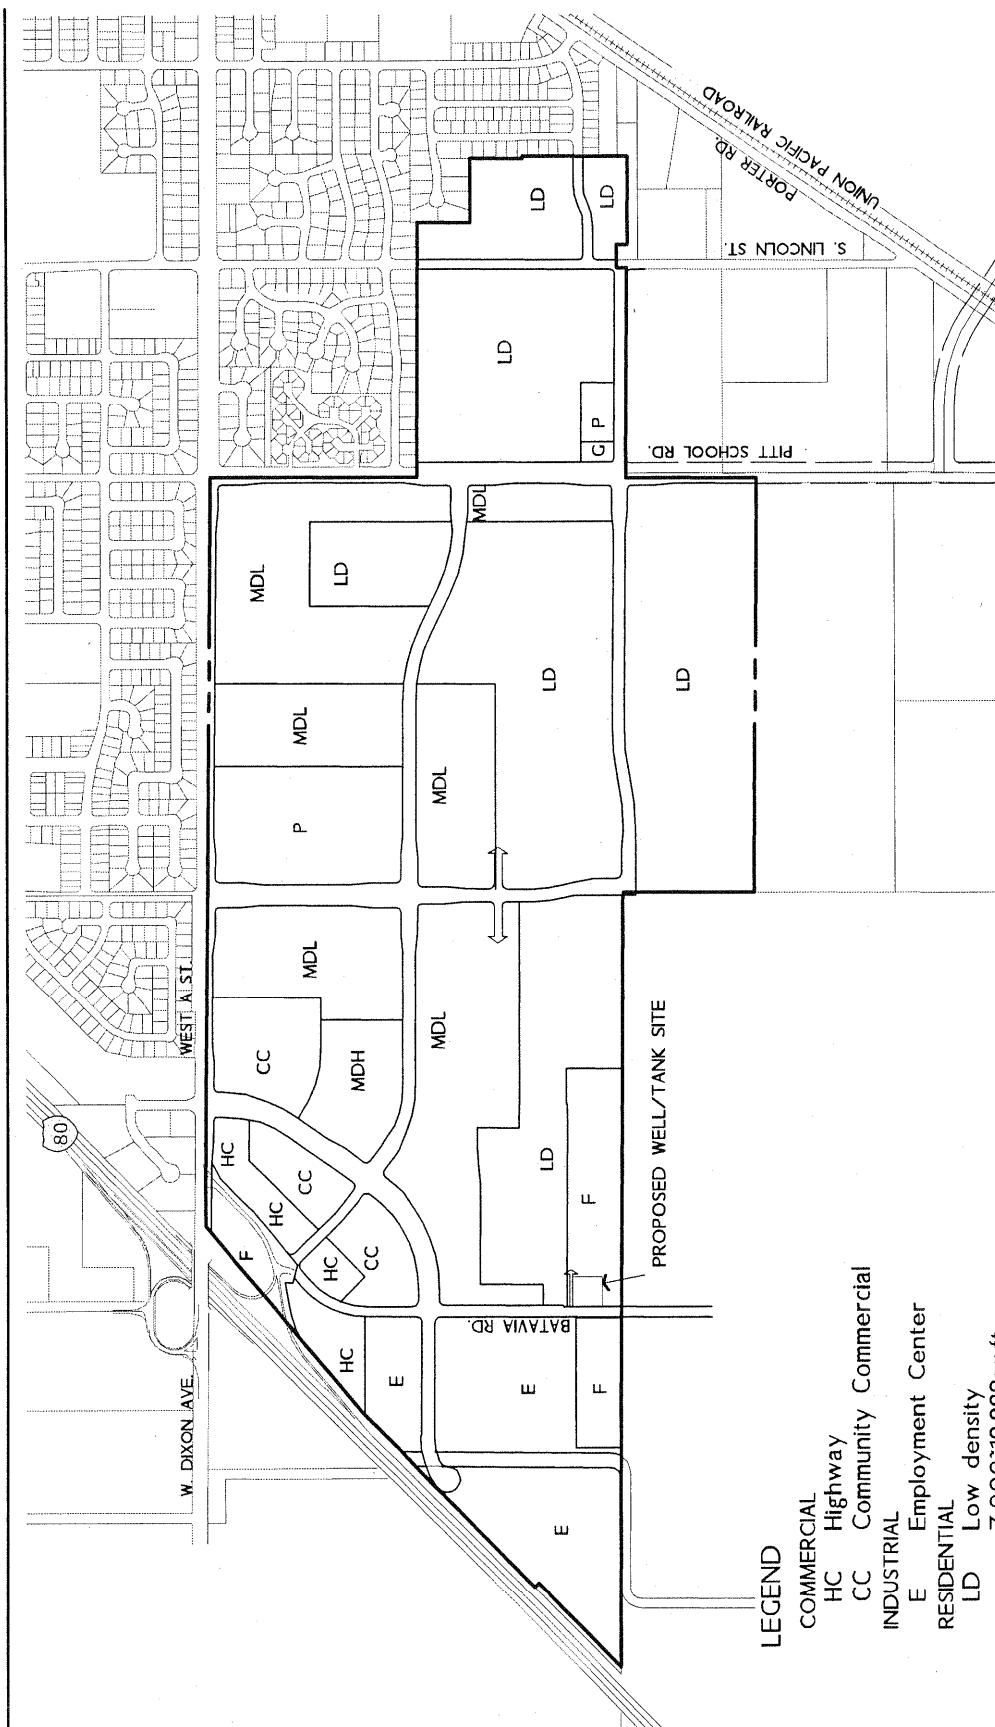 80
W. DIXON AVE.
WEST A ST.
HC
F
HC
CC
HC
CC
HC
E
CC
MDH
MDL
P
MDL
MDL
LD
MDL
MDL
MDL
LD
LD
LD
LD
LD
G
P
LD
E
E
F
F
LD
BATAVIA RD.
PITT SCHOOL RD.
S. LINCOLN ST.
PORTER RD.
UNION PACIFIC RAILROAD
PROPOSED WELL/TANK SITE
LEGEND
COMMERCIAL
HC Highway
CC Community Commercial
INDUSTRIAL
E Employment Center
RESIDENTIAL
LD Low density